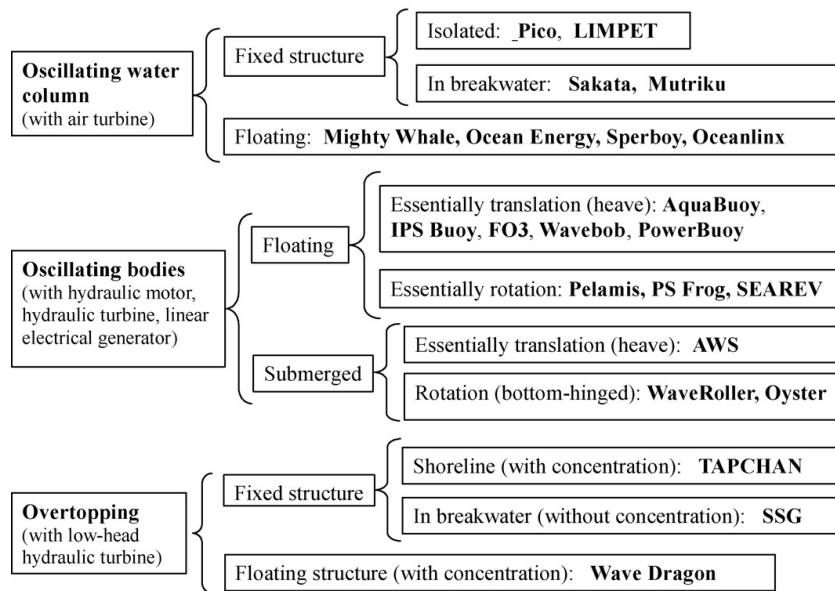 Oscillating water
column
(with air turbine)
Fixed structure
Isolated: _Pico, LIMPET
In breakwater: Sakata, Mutriku
Floating: Mighty Whale, Ocean Energy, Sperboy, Oceanlinx
Oscillating bodies
(with hydraulic motor,
hydraulic turbine, linear
electrical generator)
Floating
Essentially translation (heave): AquaBuoy,
IPS Buoy, FO3, Wavebob, PowerBuoy
Essentially rotation: Pelamis, PS Frog, SEAREV
Submerged
Essentially translation (heave): AWS
Rotation (bottom-hinged): WaveRoller, Oyster
Overtopping
(with low-head
hydraulic turbine)
Fixed structure
Shoreline (with concentration): TAPCHAN
In breakwater (without concentration): SSG
Floating structure (with concentration): Wave Dragon